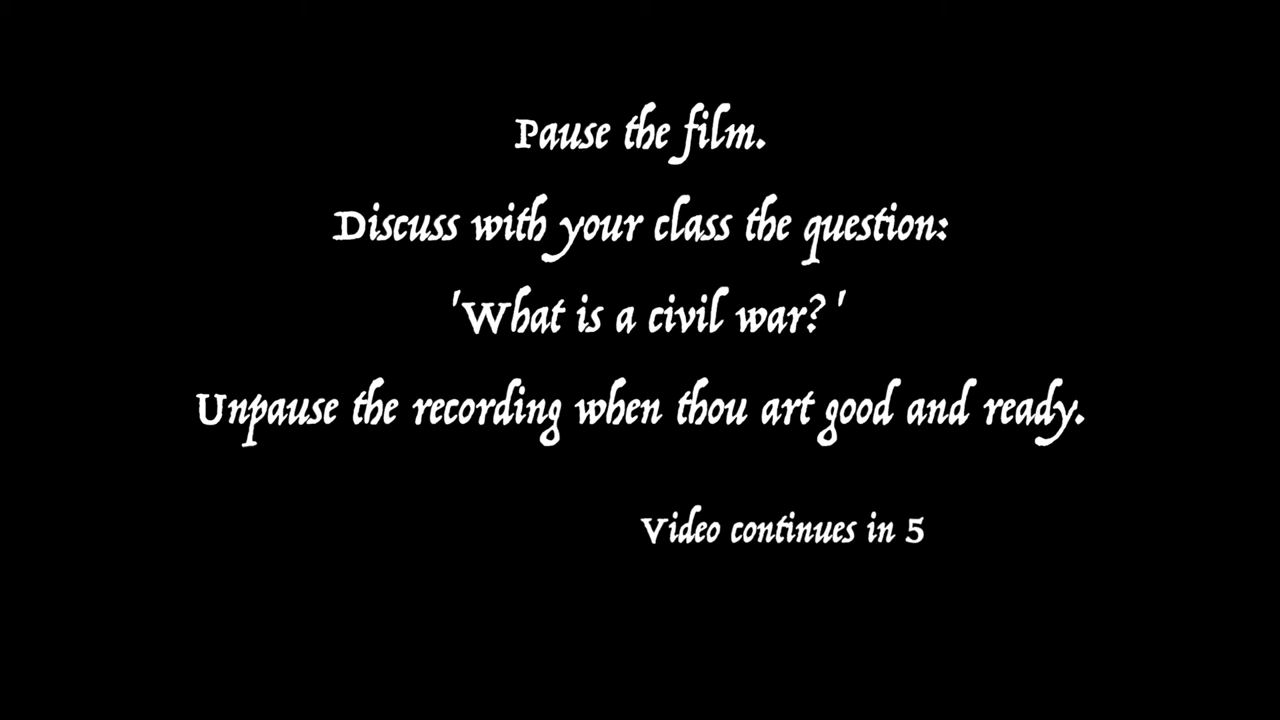 Pause the film.
Discuss with your class the question:
'What is a civil war? '
Unpause the recording when thou art good and ready.
Video continues in 5